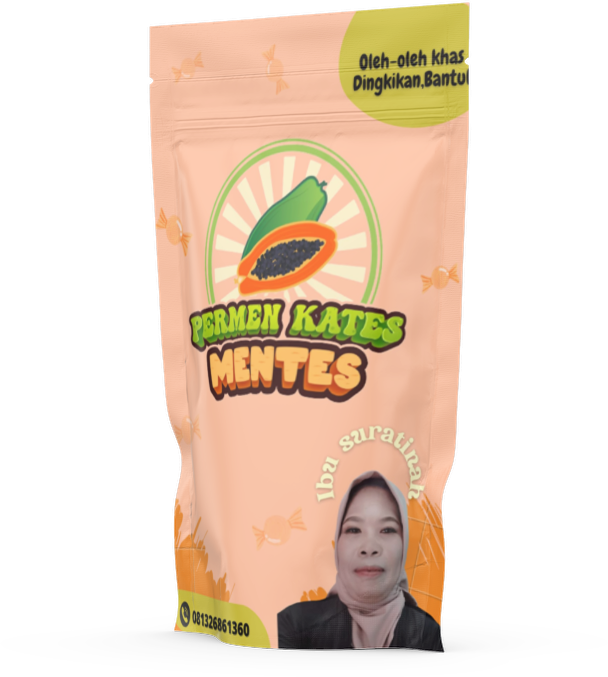 Oleh-oleh khas
Dingkikan,Bantul
PERMEN KATES
MENTES
Ibu suratinah
081326861360